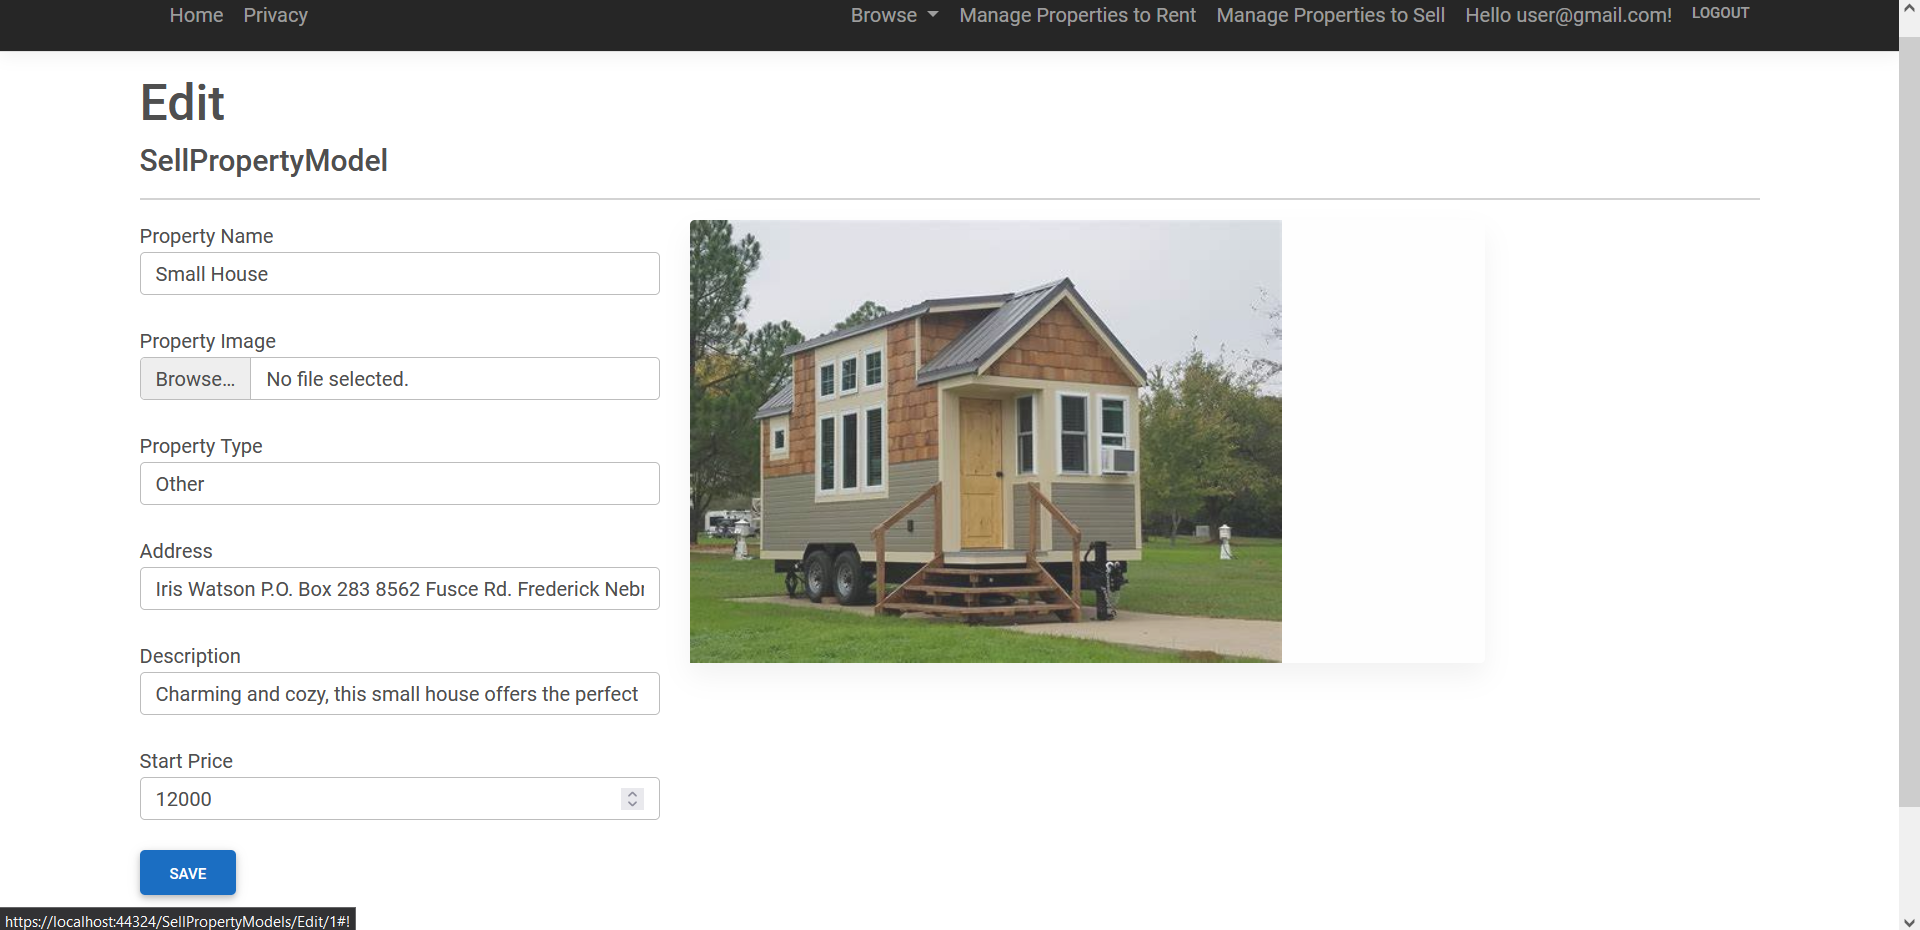 Home Privacy Browse Manage Properties to Rent Manage Properties to Sell Hello user@gmail.com! LOGOUT
Edit
SellPropertyModel
Property Name
Small House
Property Image
Browse... No file selected.
Property Type
Other
Address
Iris Watson P.O. Box 283 8562 Fusce Rd. Frederick Nebr
Description
Charming and cozy, this small house offers the perfect
Start Price
12000
SAVE
https://localhost:44324/SellPropertyModels/Edit/1#!